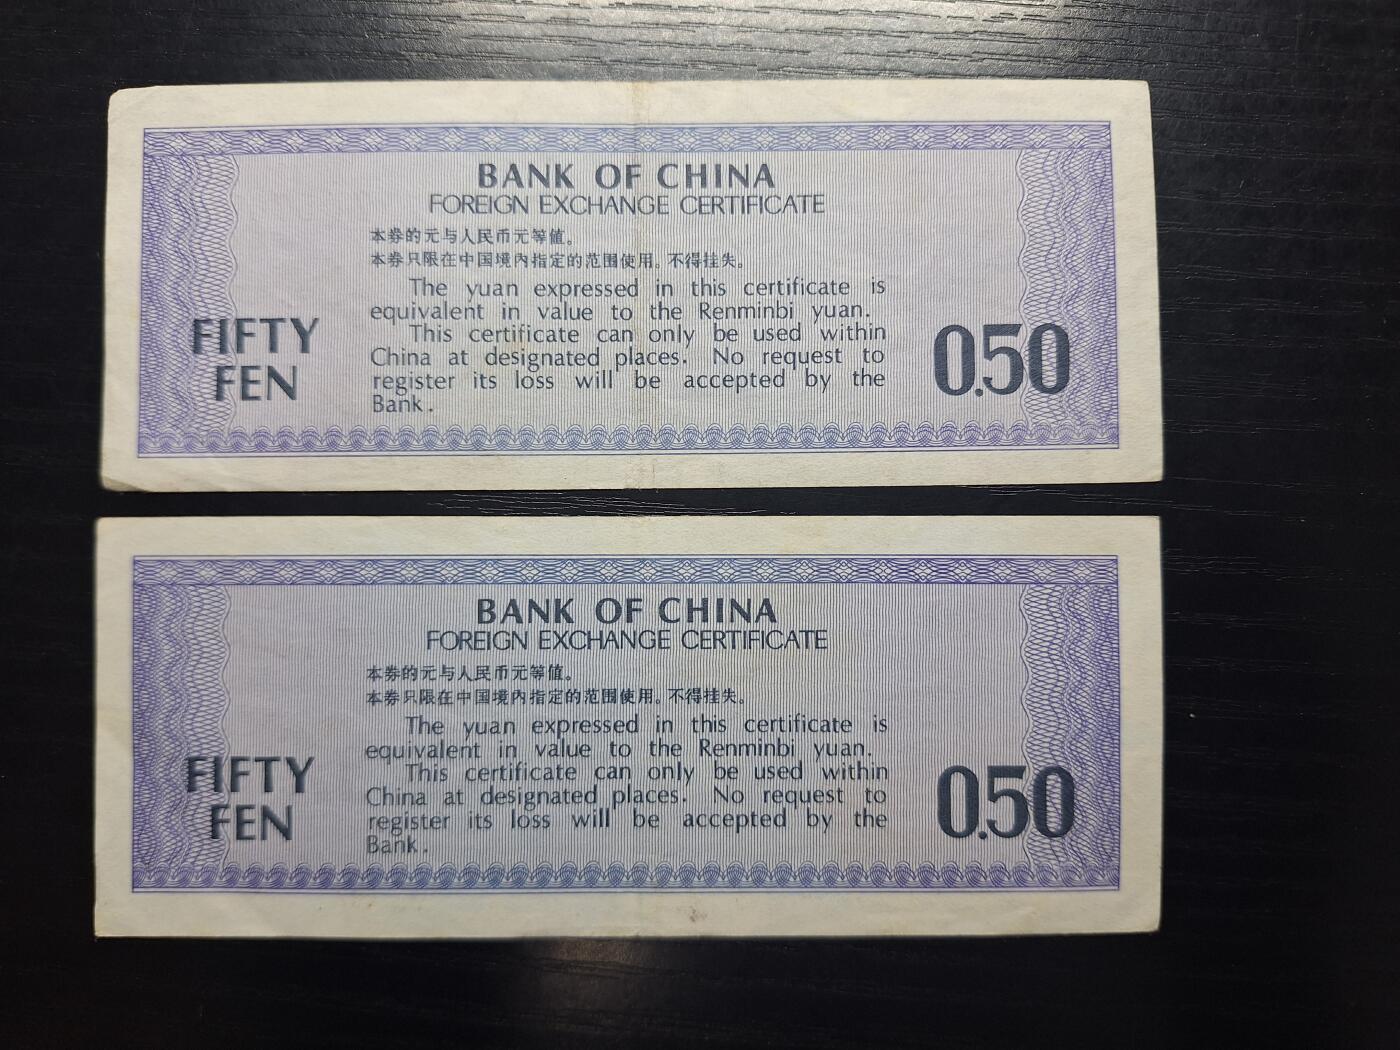 BANK OF CHINA
FOREIGN EXCHANGE CERTIFICATE
本券的元与人民币元等值。
本券只限在中国境内指定的范围使用。不得挂失。
The yuan expressed in this certificate is
equivalent in value to the Renminbi yuan.
This certificate can only be used within
China at designated places. No request to
register its loss will be accepted by the
Bank.
FIFTY
FEN
0.50
BANK OF CHINA
FOREIGN EXCHANGE CERTIFICATE
本券的元与人民币元等值。
本券只限在中国境内指定的范围使用。不得挂失。
The yuan expressed in this certificate is
equivalent in value to the Renminbi yuan.
This certificate can only be used within
China at designated places. No request to
register its loss will be accepted by the
Bank.
FIFTY
FEN
0.50